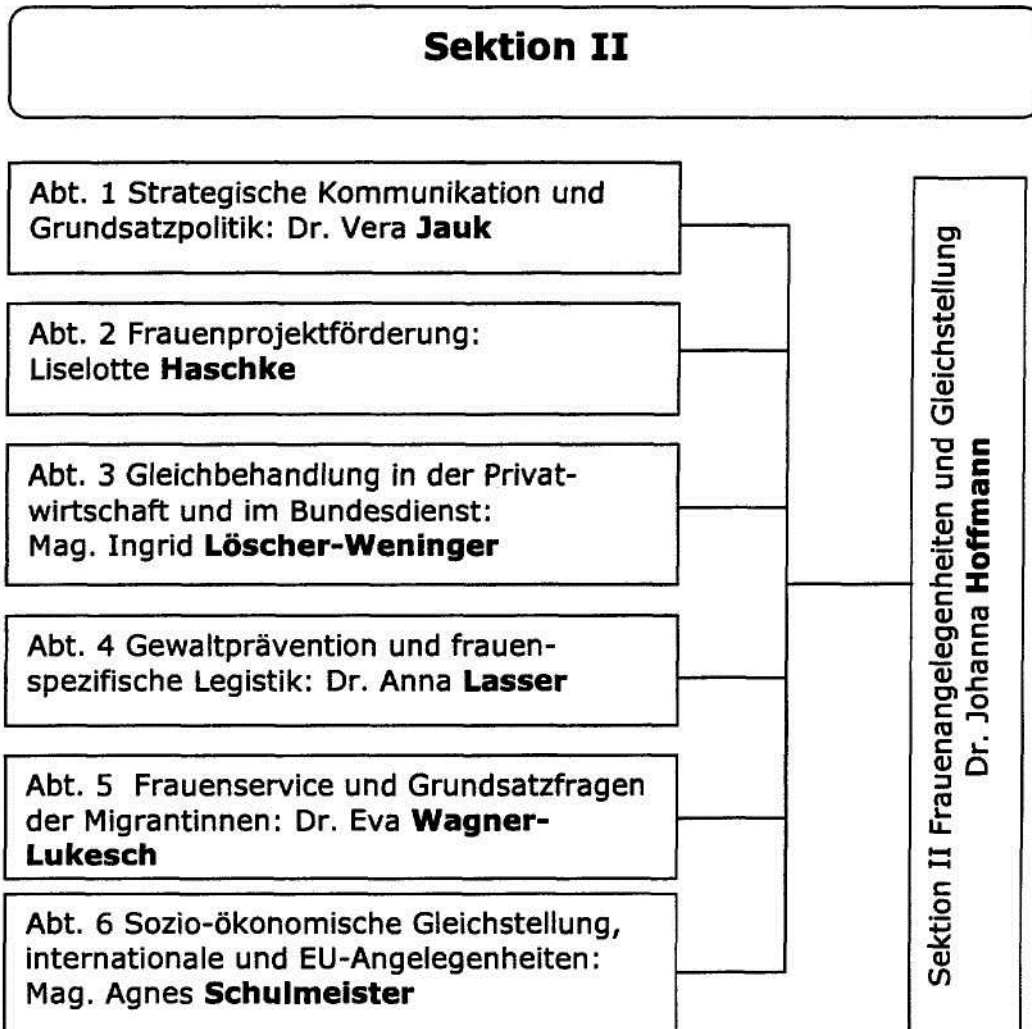 Sektion II
Abt. 1 Strategische Kommunikation und
Grundsatzpolitik: Dr. Vera Jauk
Abt. 2 Frauenprojektförderung:
Liselotte Haschke
Abt. 3 Gleichbehandlung in der Privat-
wirtschaft und im Bundesdienst:
Mag. Ingrid Löscher-Weninger
Abt. 4 Gewaltprävention und frauen-
spezifische Legistik: Dr. Anna Lasser
Abt. 5 Frauenservice und Grundsatzfragen
der Migrantinnen: Dr. Eva Wagner-
Lukesch
Abt. 6 Sozio-ökonomische Gleichstellung,
internationale und EU-Angelegenheiten:
Mag. Agnes Schulmeister
Sektion II Frauenangelegenheiten und Gleichstellung
Dr. Johanna Hoffmann